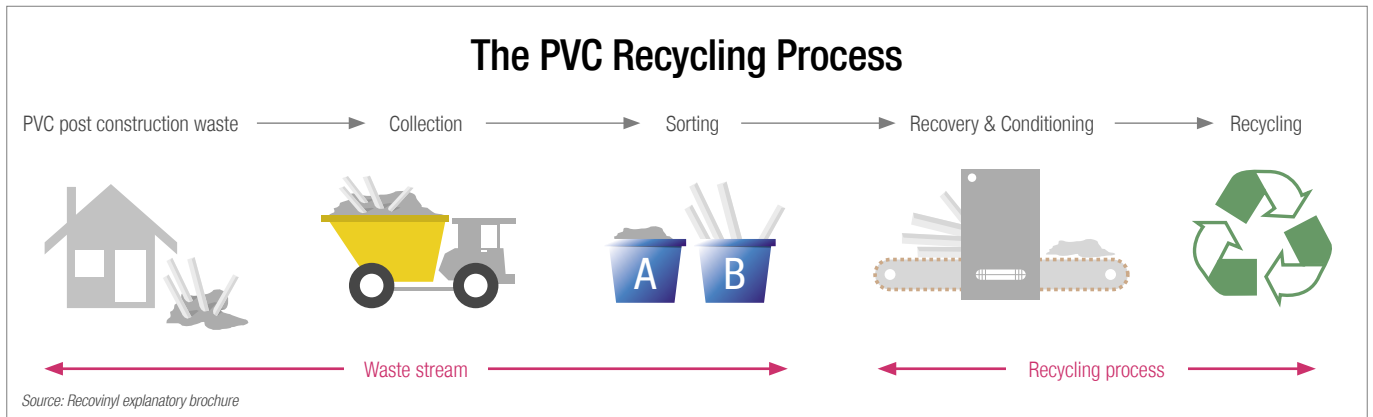 The PVC Recycling Process
PVC post construction waste
Collection
Sorting
Recovery & Conditioning
Recycling
A
B
Waste stream
Recycling process
Source: Recovinyl explanatory brochure